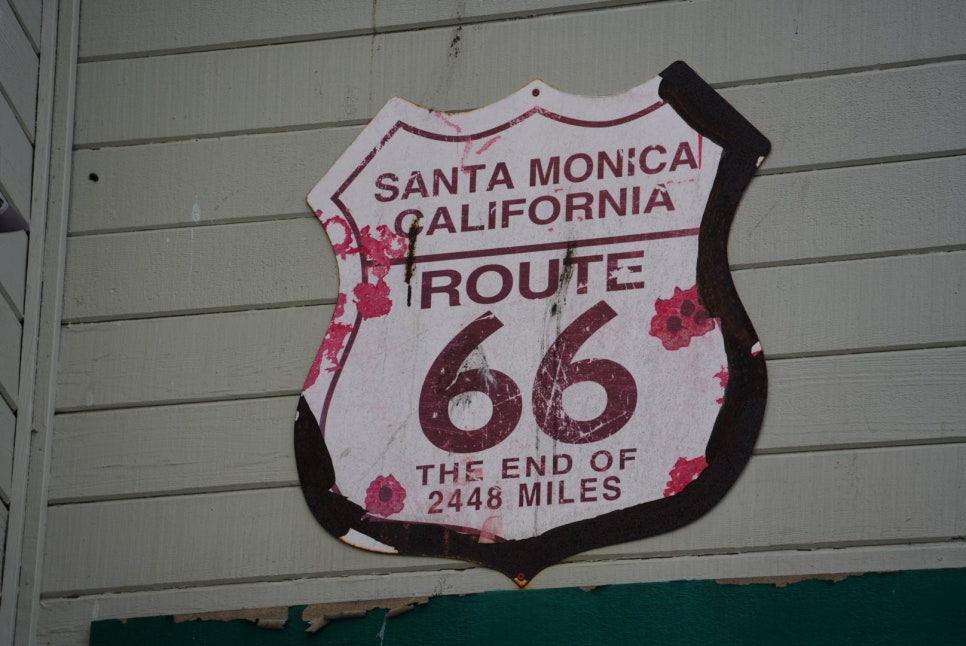 SANTA MONICA
CALIFORNIA
ROUTE
66
THE END OF
2448 MILES